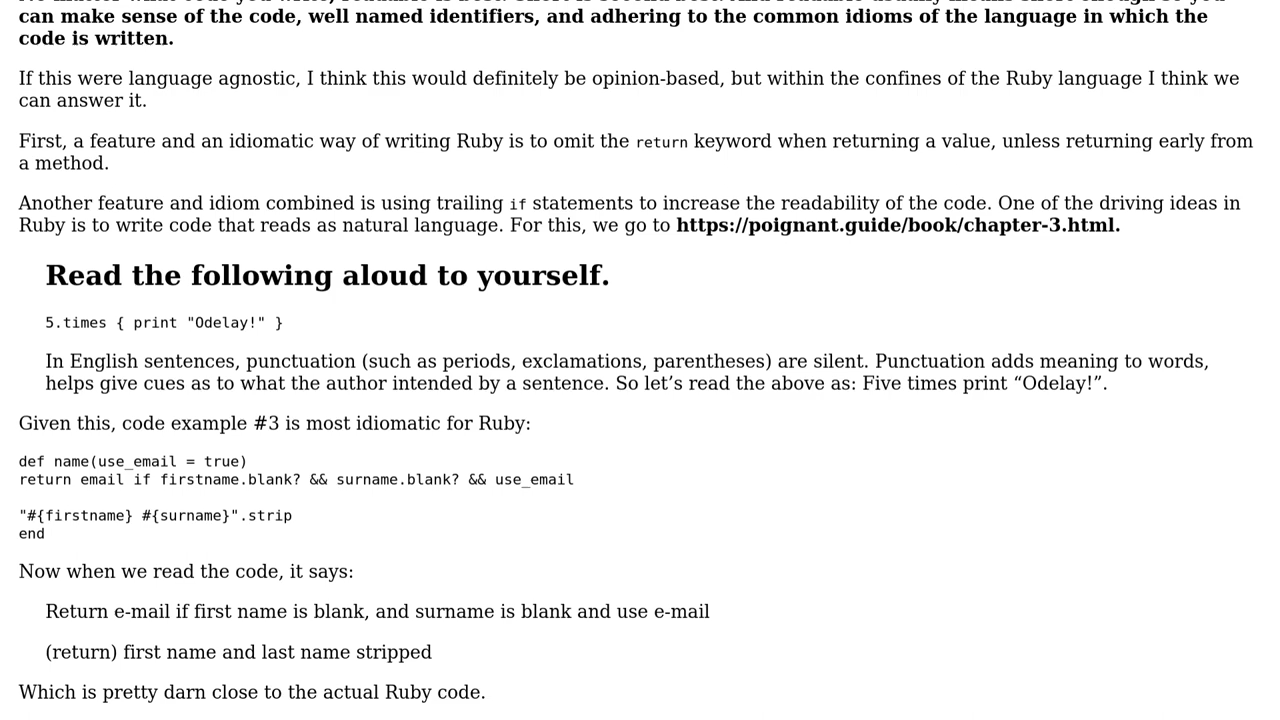 can make sense of the code, well named identifiers, and adhering to the common idioms of the language in which the
code is written.
If this were language agnostic, I think this would definitely be opinion-based, but within the confines of the Ruby language I think we
can answer it.
First, a feature and an idiomatic way of writing Ruby is to omit the return keyword when returning a value, unless returning early from
a method.
Another feature and idiom combined is using trailing if statements to increase the readability of the code. One of the driving ideas in
Ruby is to write code that reads as natural language. For this, we go to https://poignant.guide/book/chapter-3.html.
Read the following aloud to yourself.
5.times { print "Odelay!" }
In English sentences, punctuation (such as periods, exclamations, parentheses) are silent. Punctuation adds meaning to words,
helps give cues as to what the author intended by a sentence. So let’s read the above as: Five times print “Odelay!”.
Given this, code example #3 is most idiomatic for Ruby:
def name(use_email = true)
return email if firstname.blank? && surname.blank? && use_email
"#{firstname} #{surname}".strip
end
Now when we read the code, it says:
Return e-mail if first name is blank, and surname is blank and use e-mail
(return) first name and last name stripped
Which is pretty darn close to the actual Ruby code.